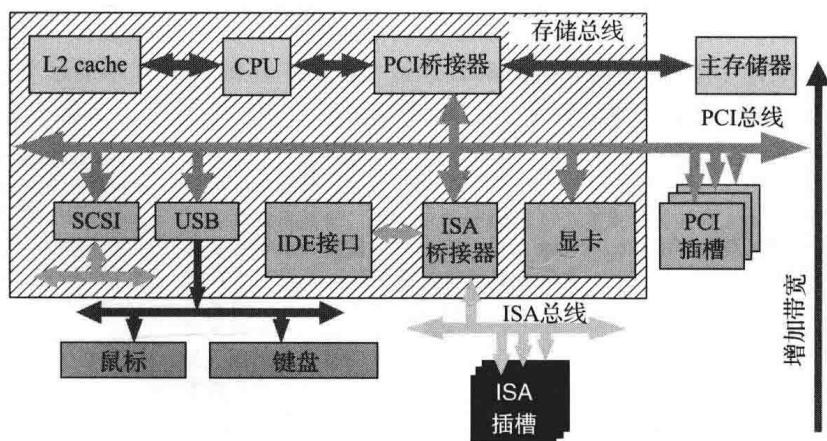 存储总线
L2 cache
CPU
PCI桥接器
主存储器
PCI总线
SCSI
USB
IDE接口
ISA
桥接器
显卡
PCI
插槽
ISA总线
鼠标
键盘
ISA
插槽
增加带宽